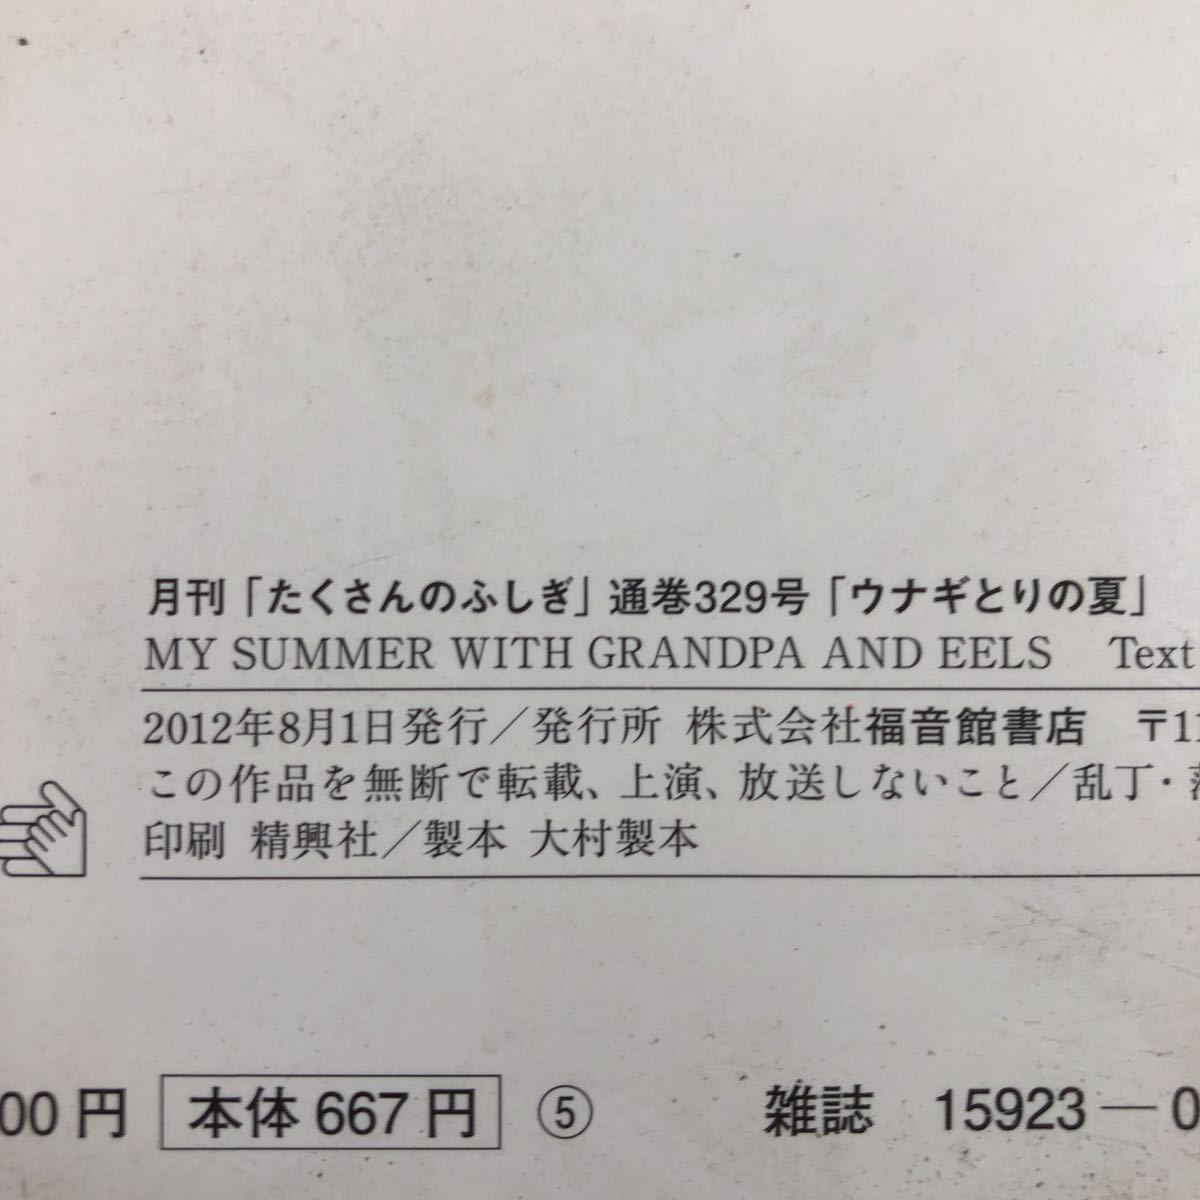 月刊「たくさんのふしぎ」通巻329号「ウナギとりの夏」
MY SUMMER WITH GRANDPA AND EELS Text
2012年8月1日発行／発行所 株式会社福音館書店 〒11
この作品を無断で転載、上演、放送しないこと／乱丁・落
印刷 精興社／製本 大村製本
00円 本体 667円 ⑤ 雑誌 15923—0